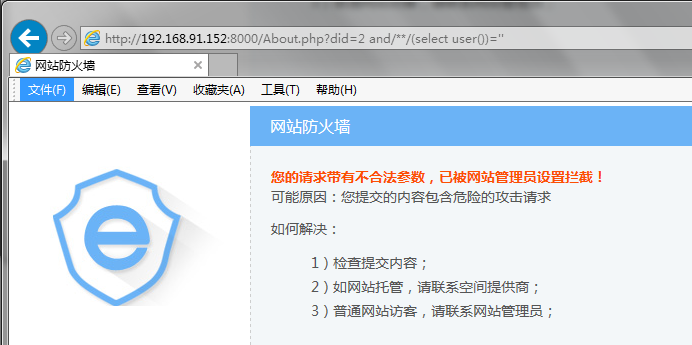 http://192.168.91.152:8000/About.php?did=2 and/**/(select user())=''
网站防火墙
文件(F) 编辑(E) 查看(V) 收藏夹(A) 工具(T) 帮助(H)
网站防火墙
您的请求带有不合法参数，已被网站管理员设置拦截！
可能原因：您提交的内容包含危险的攻击请求
如何解决：
1）检查提交内容；
2）如网站托管，请联系空间提供商；
3）普通网站访客，请联系网站管理员；